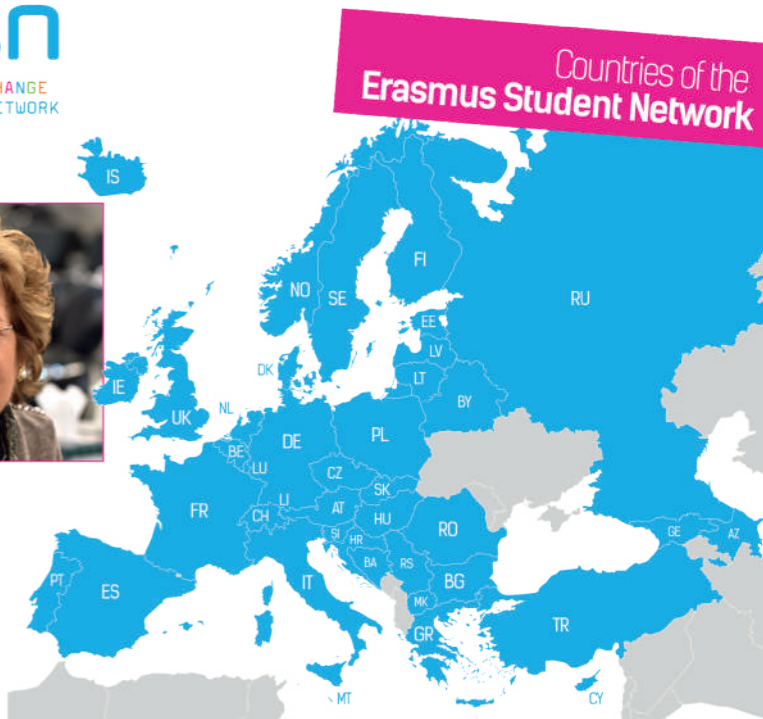 Countries of the
Erasmus Student Network
IS
FI
NO
SE
RU
EE
LV
DK
LT
IE
BY
NL
UK
DE
PL
BE
LU
CZ
SK
LI
AT
FR
CH
HU
RO
SI
HR
GE
AZ
BA
RS
PT
ES
IT
BG
MK
TR
GR
MT
CY